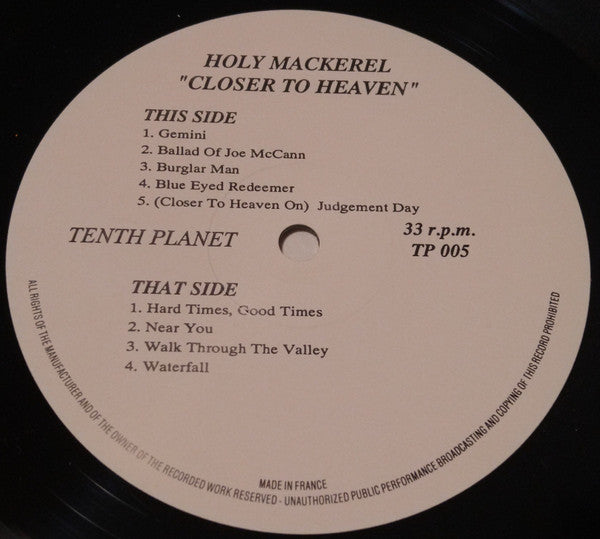 HOLY MACKEREL
"CLOSER TO HEAVEN"
THIS SIDE
1. Gemini
2. Ballad Of Joe McCann
3. Burglar Man
4. Blue Eyed Redeemer
5. (Closer To Heaven On) Judgement Day
TENTH PLANET
33 r.p.m.
TP 005
THAT SIDE
1. Hard Times, Good Times
2. Near You
3. Walk Through The Valley
4. Waterfall
MADE IN FRANCE
ALL RIGHTS OF THE MANUFACTURER AND OF THE OWNER OF THE RECORDED WORK RESERVED - UNAUTHORIZED PUBLIC PERFORMANCE BROADCASTING AND COPYING OF THIS RECORD PROHIBITED